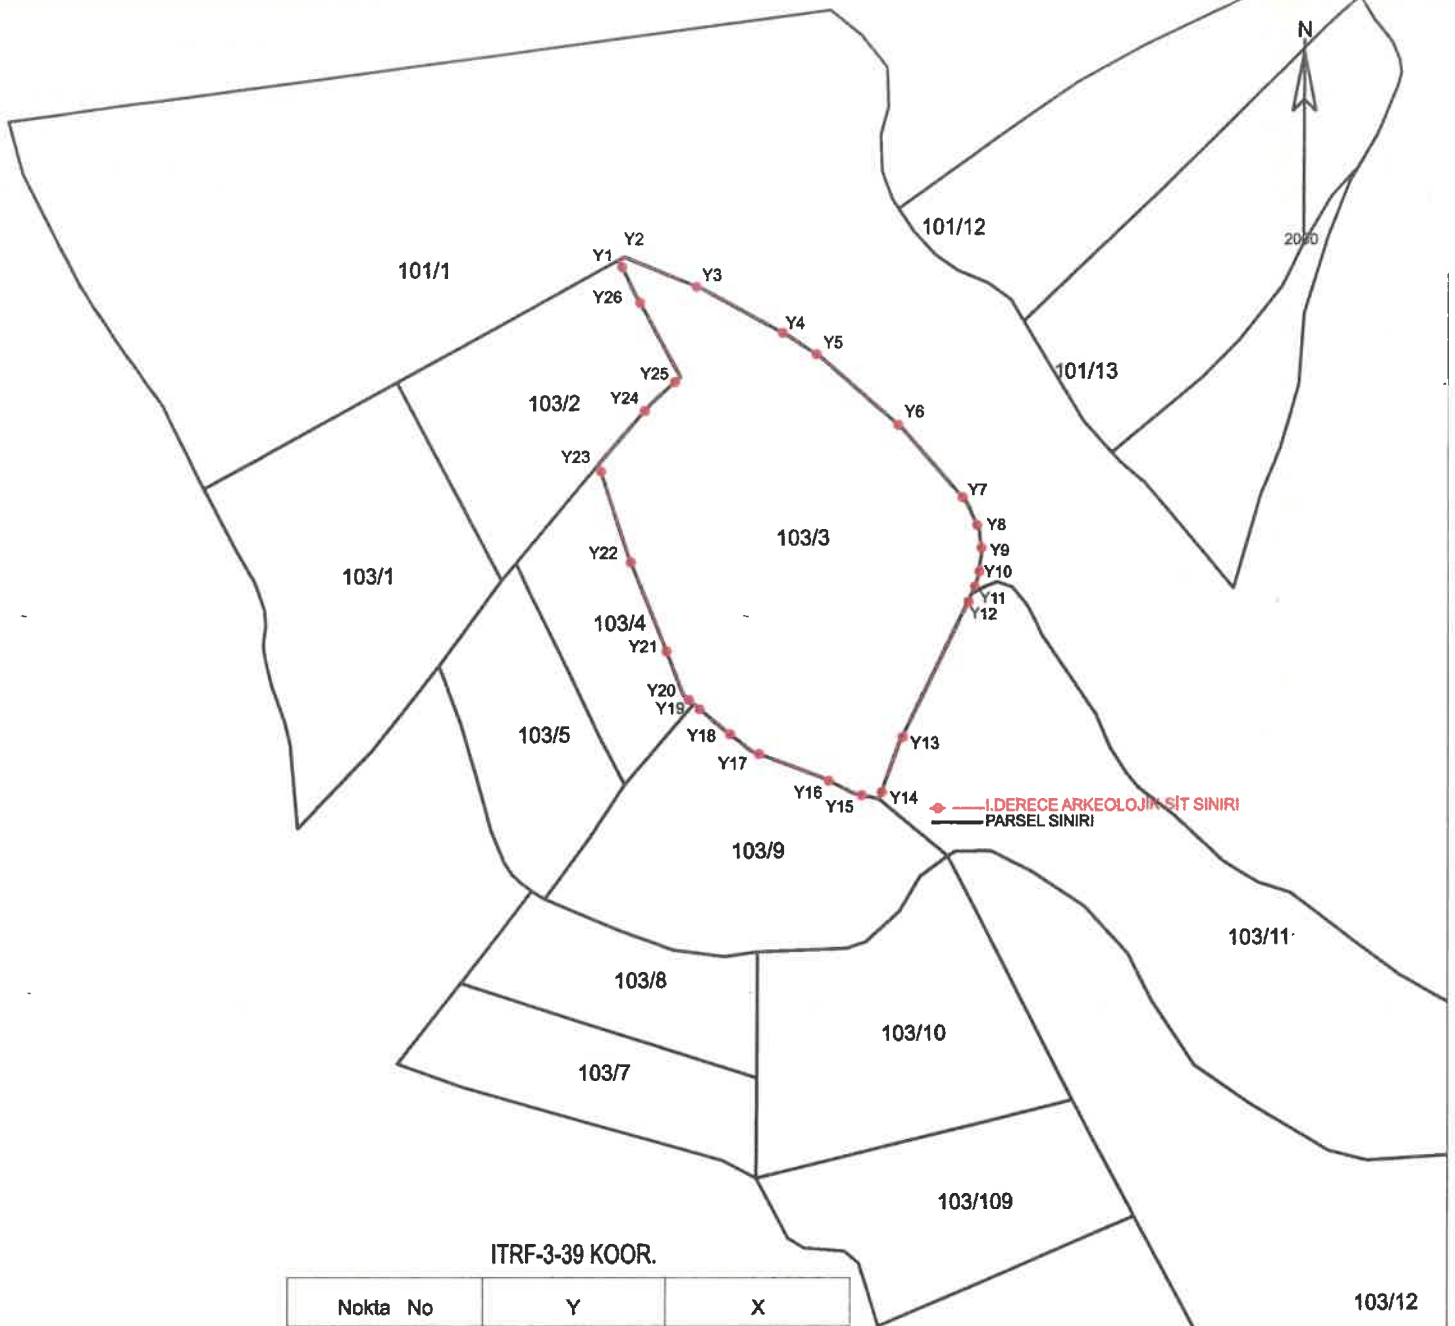 N
2000
101/12
101/1
Y2
Y1
Y26
Y3
Y4
Y5
101/13
Y25
Y24
103/2
Y6
Y23
Y7
Y8
103/3
Y9
Y22
Y10
103/1
Y11
Y12
103/4
Y21
Y20
Y19
Y18
103/5
Y13
Y17
Y16
Y15
Y14
I.DERECE ARKEOLOJİK SİT SINIRI
PARSEL SINIRI
103/9
103/11
103/8
103/10
103/7
103/109
ITRF-3-39 KOOR.
Nokta No Y X
103/12